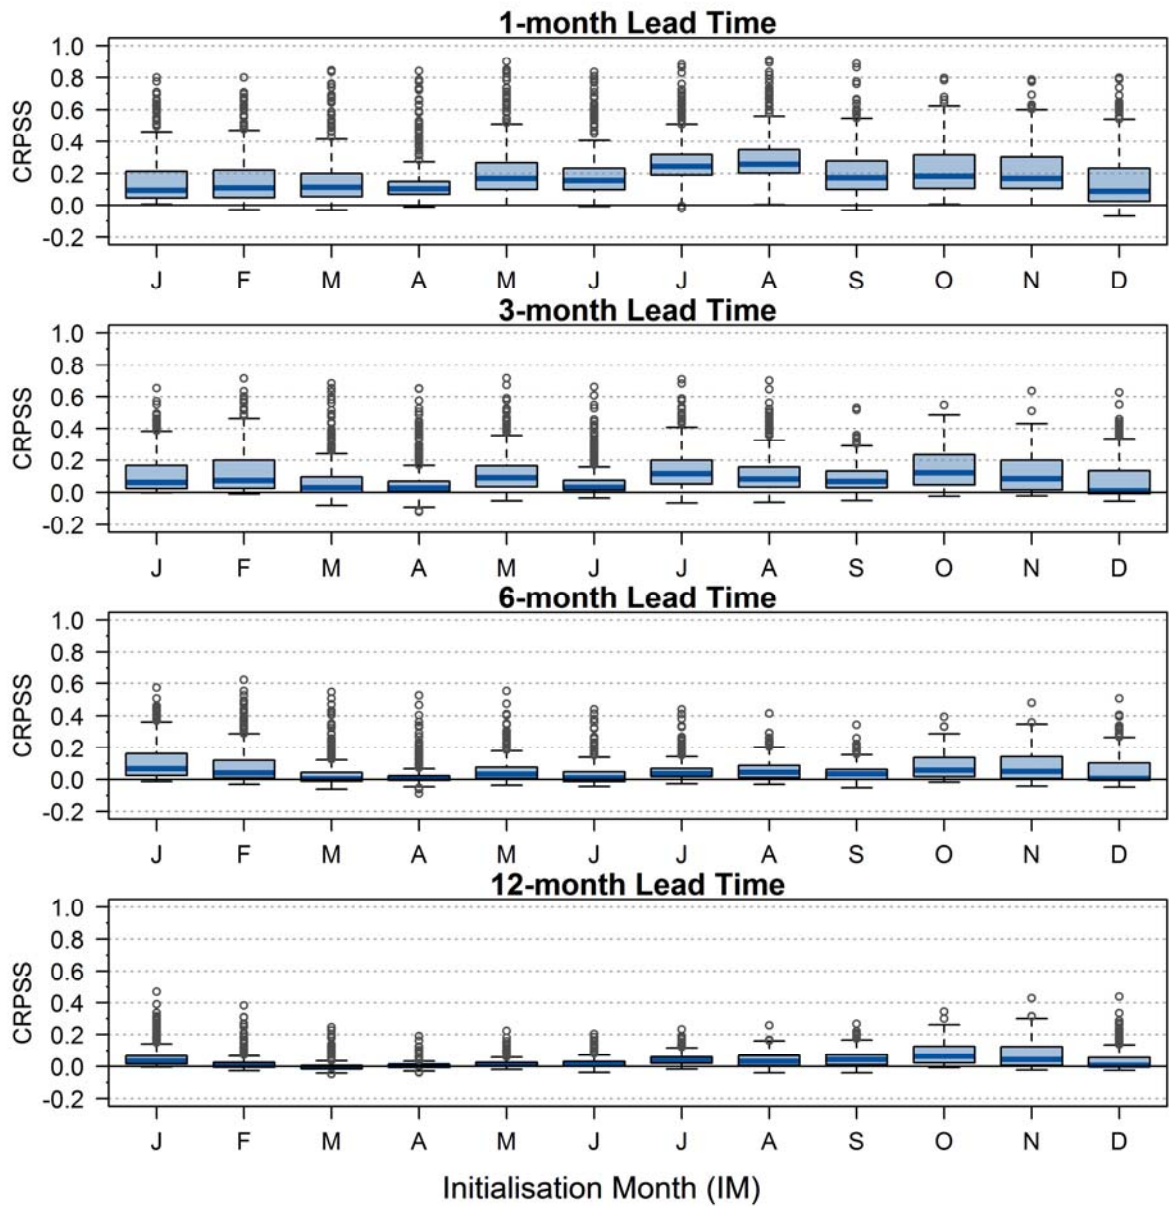 1-month Lead Time
CRPSS
1.0
0.8
0.6
0.4
0.2
0.0
-0.2
J F M A M J J A S O N D
3-month Lead Time
CRPSS
1.0
0.8
0.6
0.4
0.2
0.0
-0.2
J F M A M J J A S O N D
6-month Lead Time
CRPSS
1.0
0.8
0.6
0.4
0.2
0.0
-0.2
J F M A M J J A S O N D
12-month Lead Time
CRPSS
1.0
0.8
0.6
0.4
0.2
0.0
-0.2
J F M A M J J A S O N D
Initialisation Month (IM)